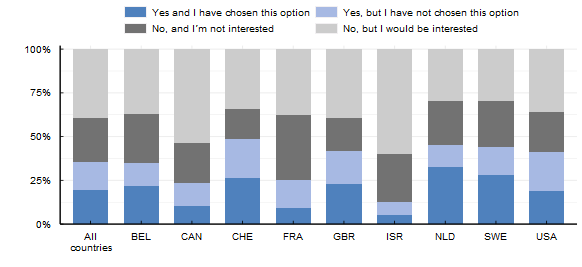 Yes and I have chosen this option Yes, but I have not chosen this option
No, and I´m not interested No, but I would be interested
100%
75%
50%
25%
0%
All countries BEL CAN CHE FRA GBR ISR NLD SWE USA